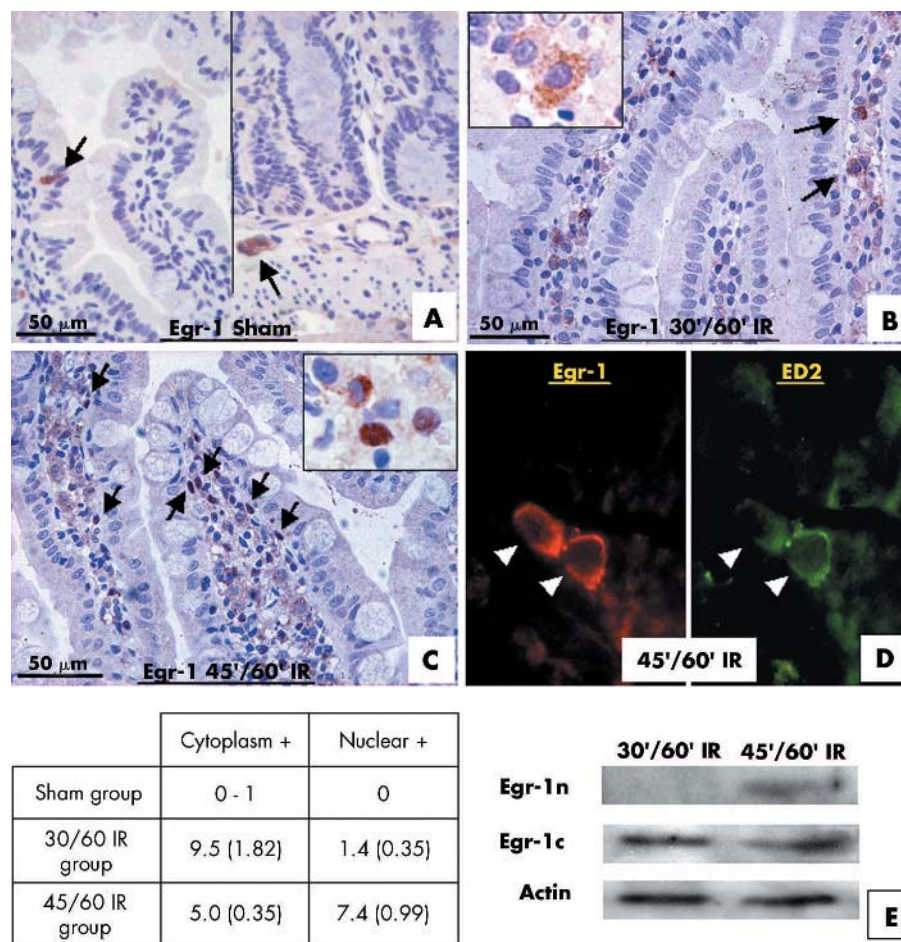 50 μm
Egr-1 Sham
A
Egr-1 30'/60' IR
B
50 μm
Egr-1 45'/60' IR
C
Egr-1
ED2
45'/60' IR
D
Cytoplasm +
Nuclear +
Sham group
0 - 1
0
30/60 IR
group
9.5 (1.82)
1.4 (0.35)
45/60 IR
group
5.0 (0.35)
7.4 (0.99)
30'/60' IR
45'/60' IR
Egr-1n
Egr-1c
Actin
E